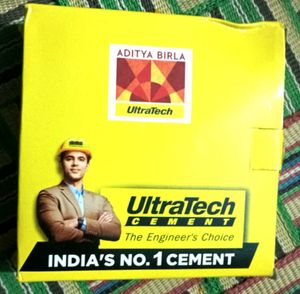 ADITYA BIRLA
UltraTech
UltraTech
CEMENT
The Engineer's Choice
INDIA'S NO. 1 CEMENT